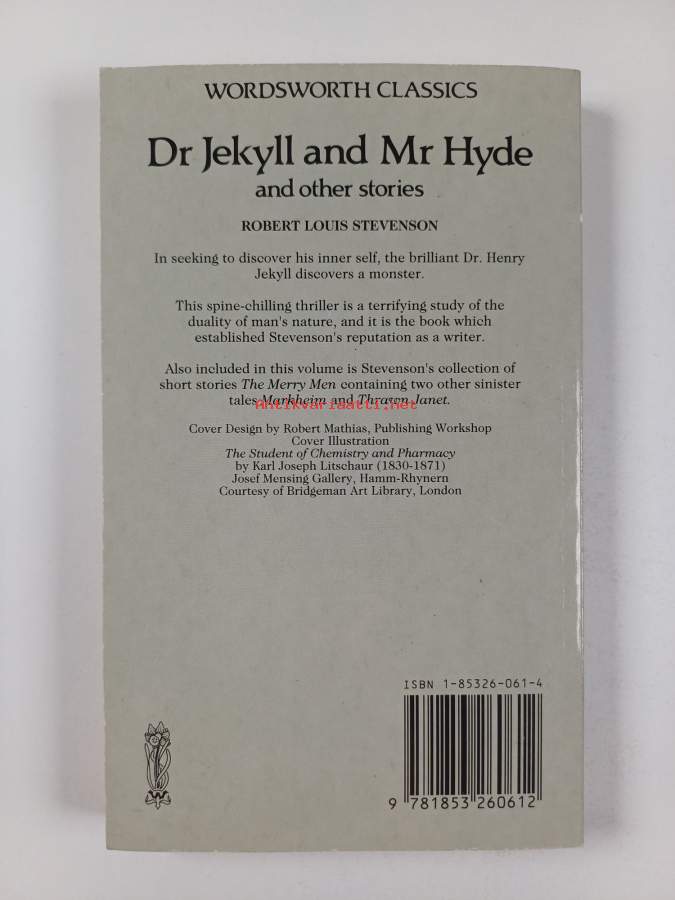 WORDSWORTH CLASSICS
Dr Jekyll and Mr Hyde
and other stories
ROBERT LOUIS STEVENSON
In seeking to discover his inner self, the brilliant Dr. Henry
Jekyll discovers a monster.
This spine-chilling thriller is a terrifying study of the
duality of man's nature, and it is the book which
established Stevenson's reputation as a writer.
Also included in this volume is Stevenson's collection of
short stories The Merry Men containing two other sinister
tales Markheim and Thrawn Janet.
Antikvariaatti.net
Cover Design by Robert Mathias, Publishing Workshop
Cover Illustration
The Student of Chemistry and Pharmacy
by Karl Joseph Litschaur (1830-1871)
Josef Mensing Gallery, Hamm-Rhynern
Courtesy of Bridgeman Art Library, London
ISBN 1-85326-061-4
9 781853 260612
W